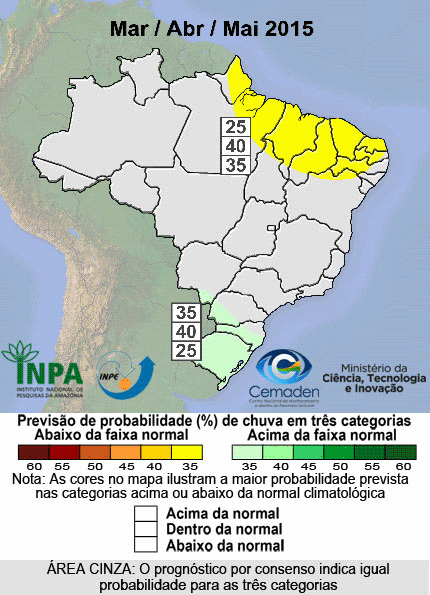 Mar / Abr / Mai 2015
25
40
35
35
40
25
INPA
INSTITUTO NACIONAL DE
PESQUISAS DA AMAZÔNIA
INPE
Cemaden
Ministério da
Ciência, Tecnologia
e Inovação
Previsão de probabilidade (%) de chuva em três categorias
Abaixo da faixa normal Acima da faixa normal
60 55 50 45 40 35 35 40 45 50 55 60
Nota: As cores no mapa ilustram a maior probabilidade prevista
nas categorias acima ou abaixo da normal climatológica
Acima da normal
Dentro da normal
Abaixo da normal
ÁREA CINZA: O prognóstico por consenso indica igual
probabilidade para as três categorias